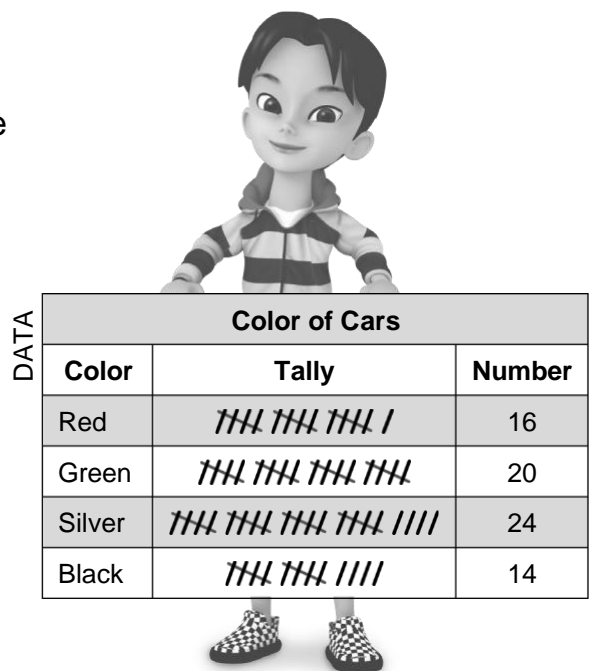 e
DATA
Color of Cars
Color Tally Number
Red 16
Green 20
Silver 24
Black 14